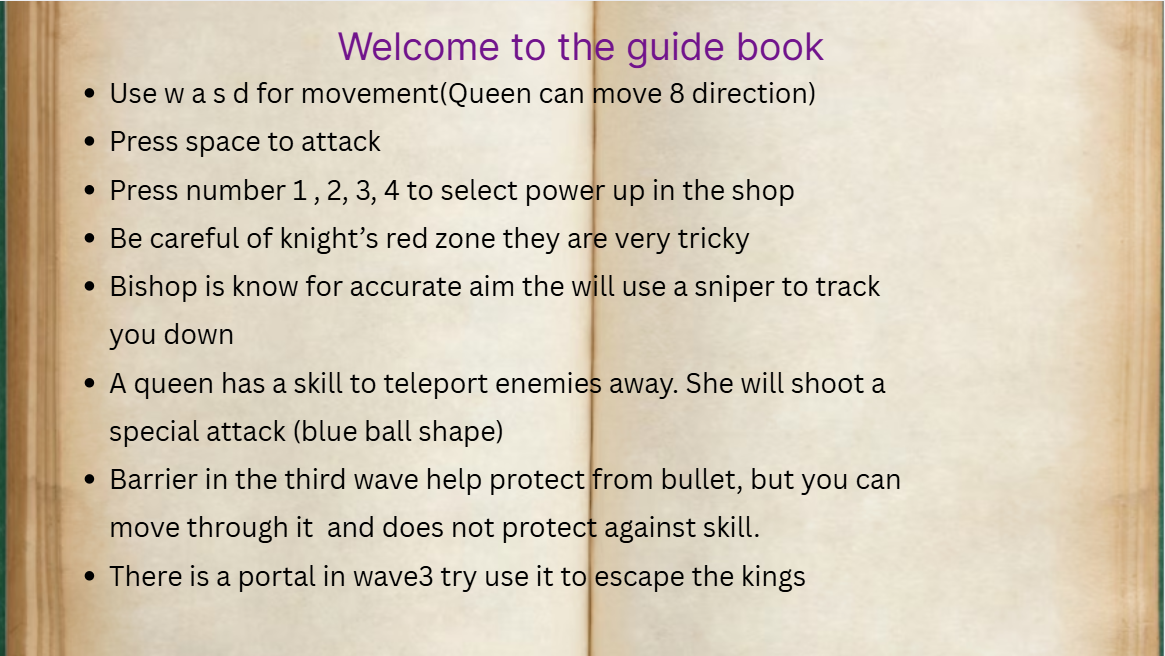 Welcome to the guide book
• Use w a s d for movement(Queen can move 8 direction)
• Press space to attack
• Press number 1 , 2, 3, 4 to select power up in the shop
• Be careful of knight’s red zone they are very tricky
• Bishop is know for accurate aim the will use a sniper to track
you down
• A queen has a skill to teleport enemies away. She will shoot a
special attack (blue ball shape)
• Barrier in the third wave help protect from bullet, but you can
move through it  and does not protect against skill.
• There is a portal in wave3 try use it to escape the kings